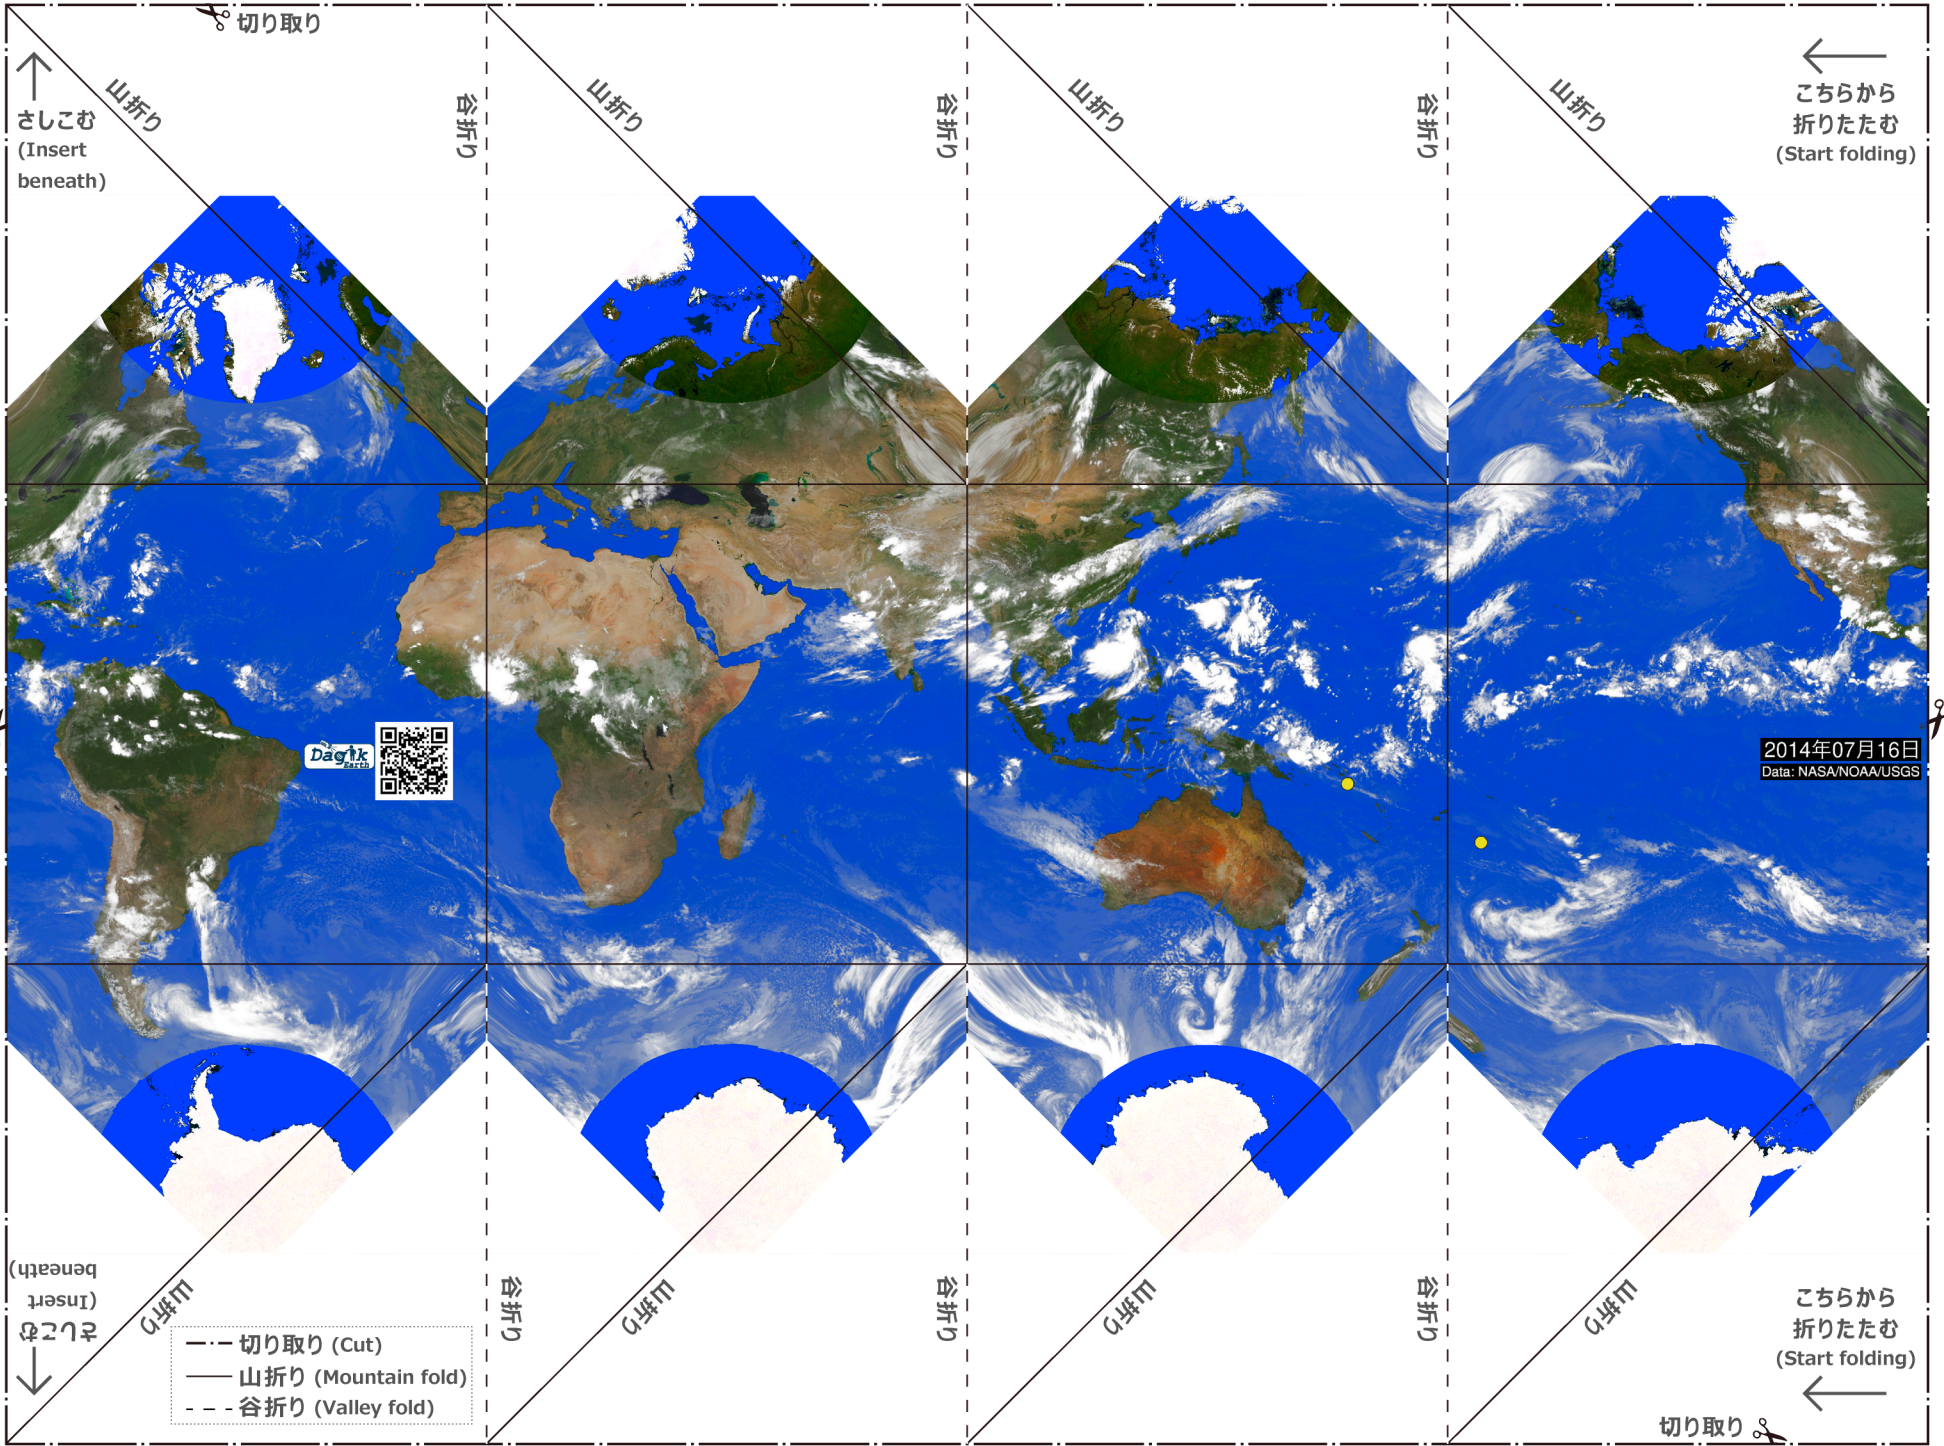 切り取り
山折り
谷折り
山折り
谷折り
山折り
谷折り
山折り
さしこむ
(Insert
beneath)
こちらから
折りたたむ
(Start folding)
Dagik
Earth
2014年07月16日
Data: NASA/NOAA/USGS
さしこむ
(Insert
beneath)
山折り
谷折り
山折り
谷折り
山折り
谷折り
山折り
こちらから
折りたたむ
(Start folding)
切り取り (Cut)
山折り (Mountain fold)
谷折り (Valley fold)
切り取り